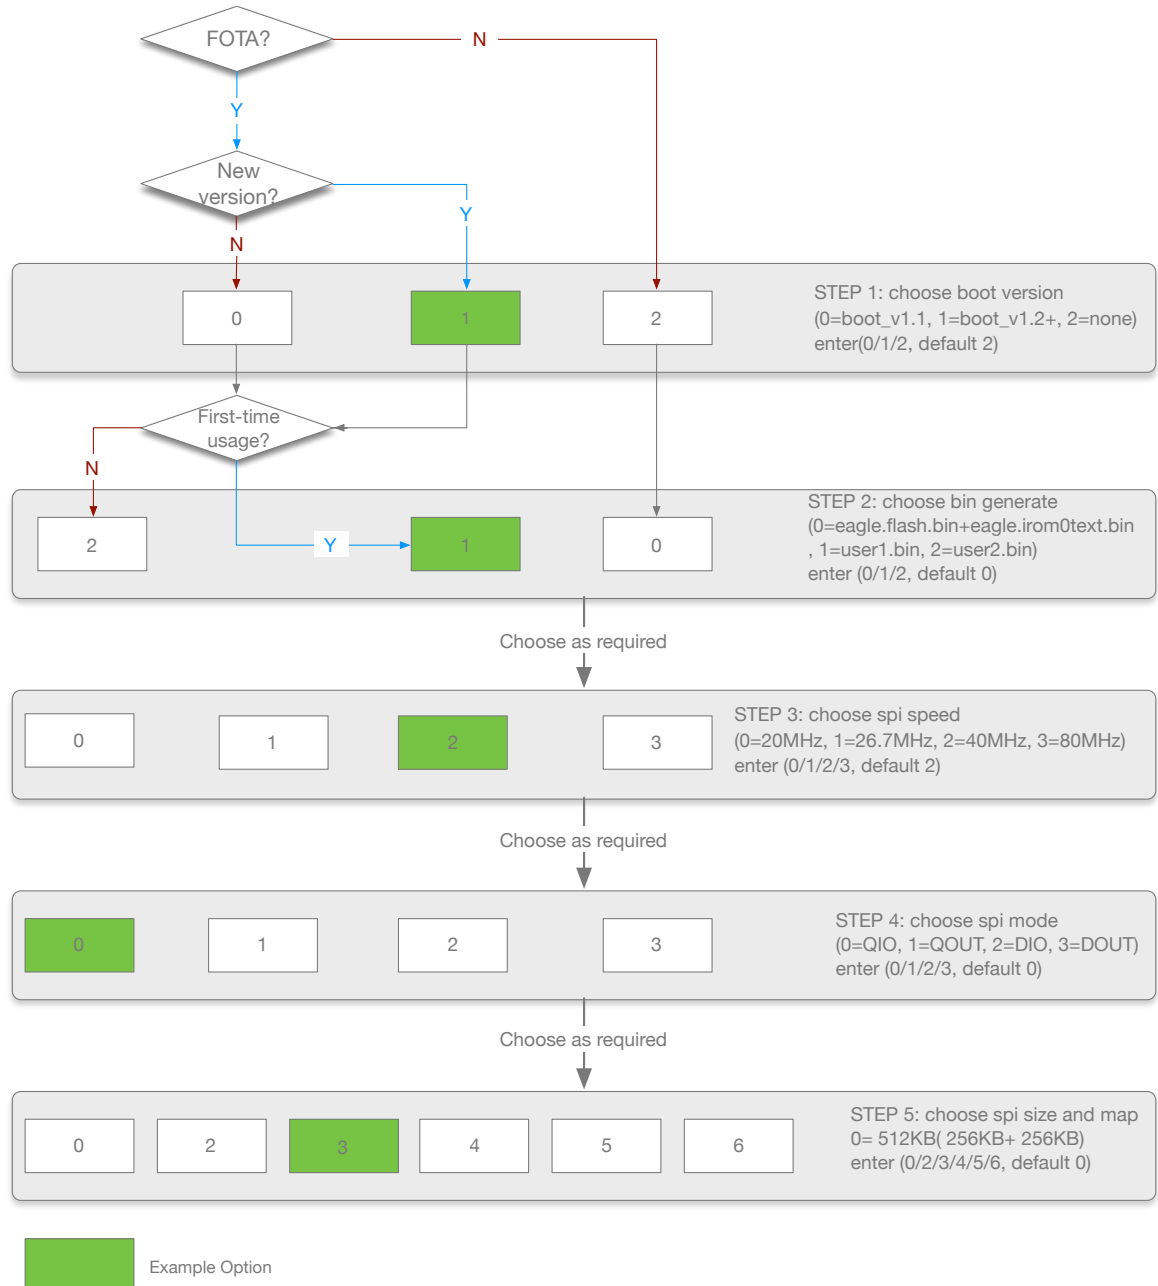 FOTA?
N
Y
New
version?
Y
N
0
1
2
STEP 1: choose boot version
(0=boot_v1.1, 1=boot_v1.2+, 2=none)
enter(0/1/2, default 2)
First-time
usage?
N
2
Y
1
0
STEP 2: choose bin generate
(0=eagle.flash.bin+eagle.irom0text.bin
, 1=user1.bin, 2=user2.bin)
enter (0/1/2, default 0)
Choose as required
0
1
2
3
STEP 3: choose spi speed
(0=20MHz, 1=26.7MHz, 2=40MHz, 3=80MHz)
enter (0/1/2/3, default 2)
Choose as required
0
1
2
3
STEP 4: choose spi mode
(0=QIO, 1=QOUT, 2=DIO, 3=DOUT)
enter (0/1/2/3, default 0)
Choose as required
0
2
3
4
5
6
STEP 5: choose spi size and map
0= 512KB( 256KB+ 256KB)
enter (0/2/3/4/5/6, default 0)
Example Option